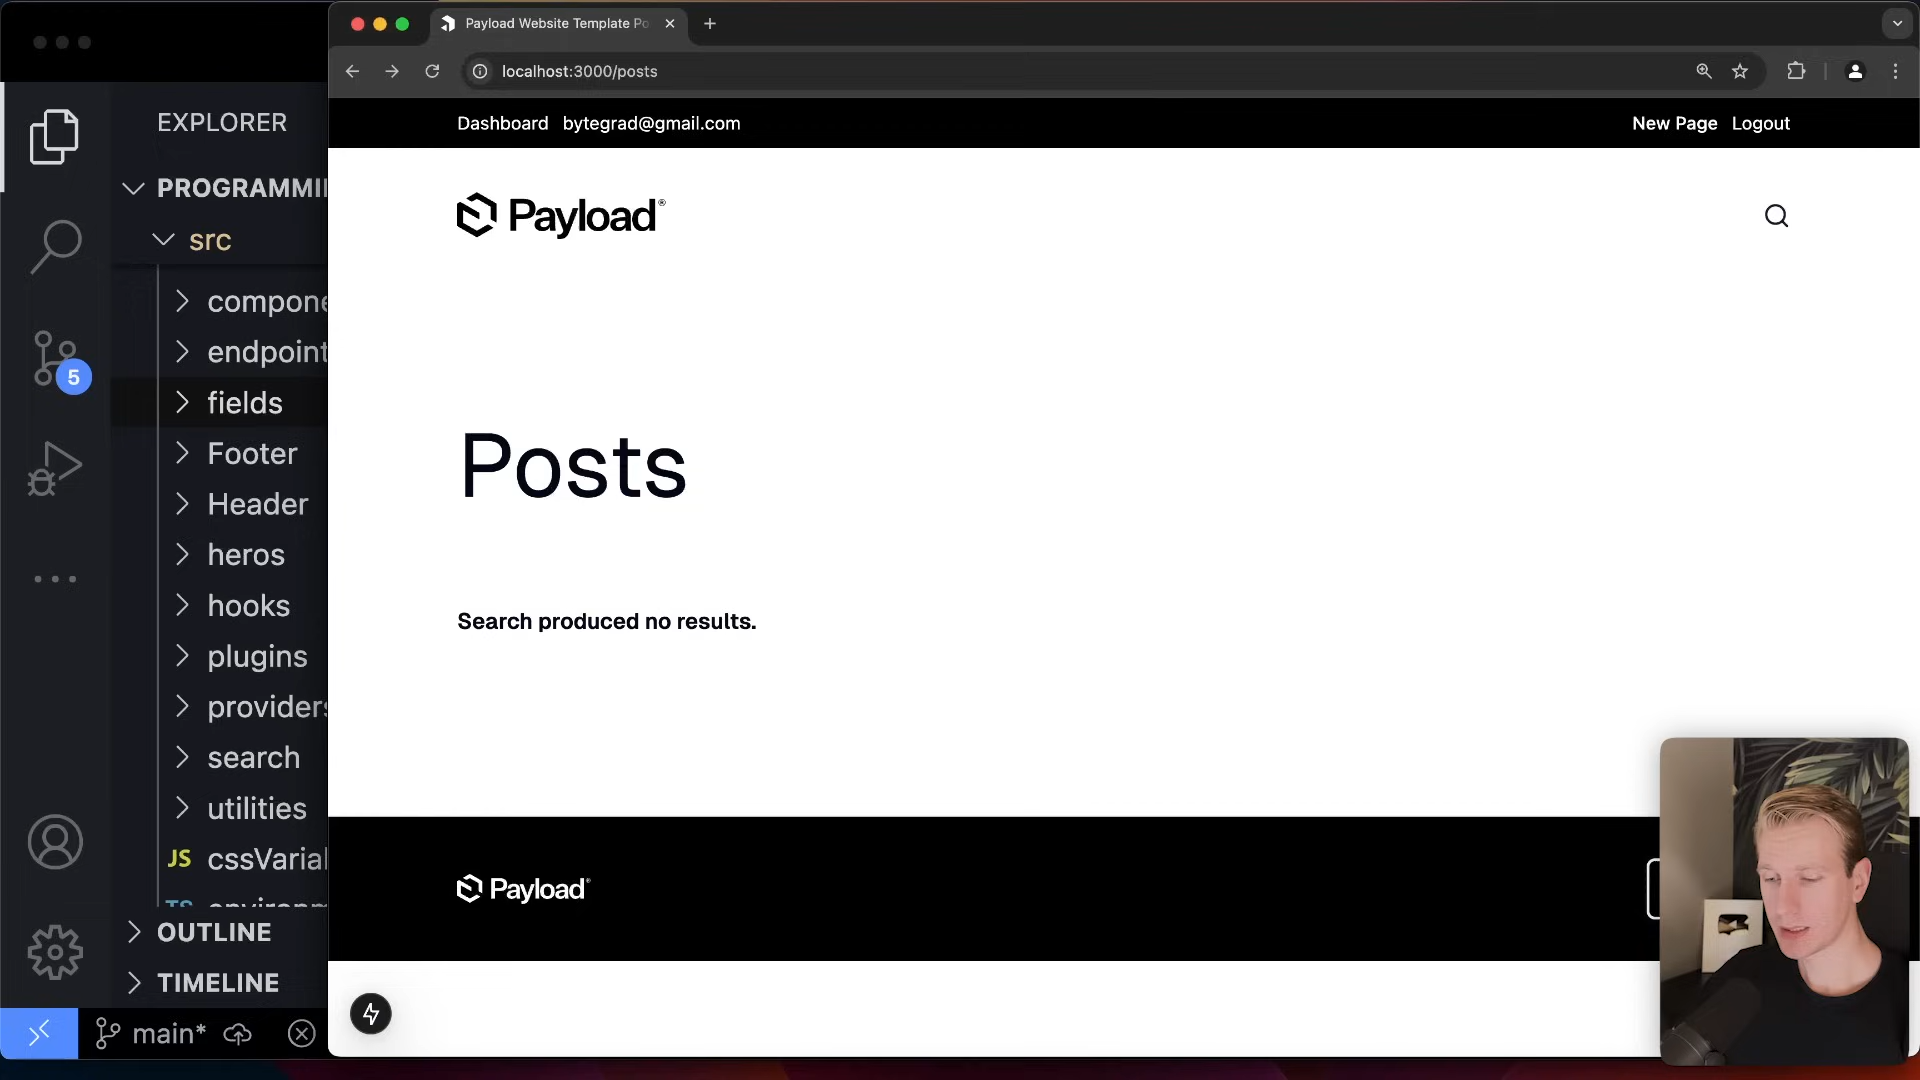 Payload Website Template Po
localhost:3000/posts
Dashboard bytegrad@gmail.com
New Page Logout
Payload®
Posts
Search produced no results.
Payload®
EXPLORER
PROGRAMMI
src
compone
endpoint
fields
Footer
Header
heros
hooks
plugins
providers
search
utilities
JS cssVarial
OUTLINE
TIMELINE
5
main*